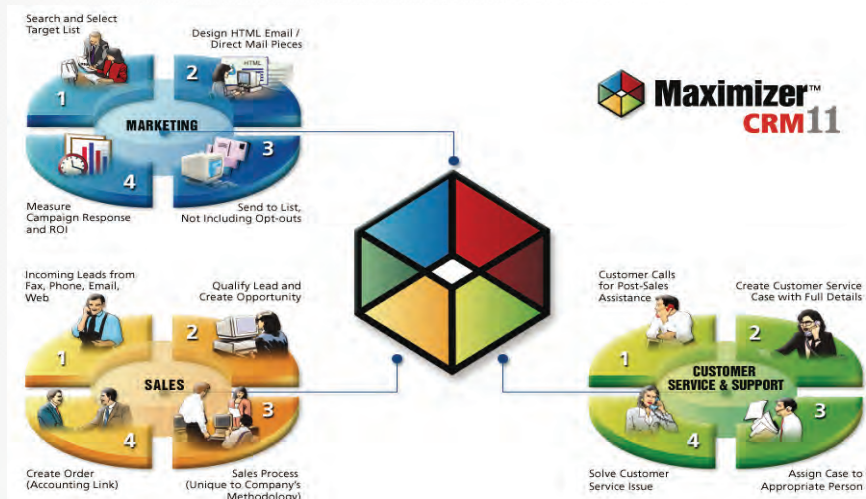 Search and Select
Target List
Design HTML Email /
Direct Mail Pieces
HTML
1
2
MARKETING
4
3
Measure
Campaign Response
and ROI
Send to List,
Not Including Opt-outs
Maximizer™
CRM11
Incoming Leads from
Fax, Phone, Email,
Web
Qualify Lead and
Create Opportunity
1
2
SALES
4
3
Create Order
(Accounting Link)
Sales Process
(Unique to Company's
Methodology)
Customer Calls
for Post-Sales
Assistance
Create Customer Service
Case with Full Details
1
2
CUSTOMER
SERVICE & SUPPORT
4
3
Solve Customer
Service Issue
Assign Case to
Appropriate Person